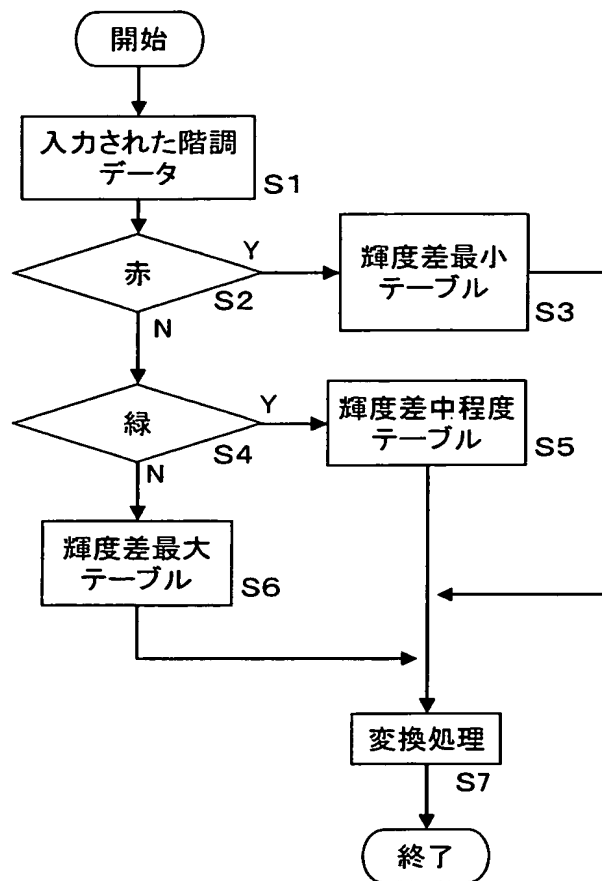 開始
入力された階調
データ
S1
赤
Y
S2
N
輝度差最小
テーブル
S3
緑
Y
S4
N
輝度差中程度
テーブル
S5
輝度差最大
テーブル
S6
変換処理
S7
終了